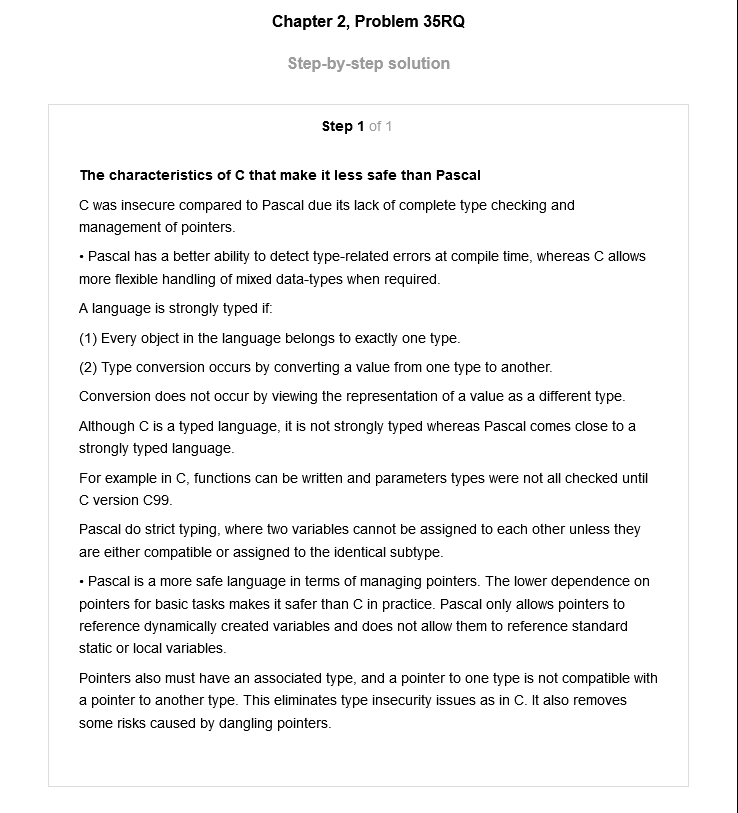 Chapter 2, Problem 35RQ
Step-by-step solution
Step 1 of 1
The characteristics of C that make it less safe than Pascal
C was insecure compared to Pascal due its lack of complete type checking and
management of pointers.
• Pascal has a better ability to detect type-related errors at compile time, whereas C allows
more flexible handling of mixed data-types when required.
A language is strongly typed if:
(1) Every object in the language belongs to exactly one type.
(2) Type conversion occurs by converting a value from one type to another.
Conversion does not occur by viewing the representation of a value as a different type.
Although C is a typed language, it is not strongly typed whereas Pascal comes close to a
strongly typed language.
For example in C, functions can be written and parameters types were not all checked until
C version C99.
Pascal do strict typing, where two variables cannot be assigned to each other unless they
are either compatible or assigned to the identical subtype.
• Pascal is a more safe language in terms of managing pointers. The lower dependence on
pointers for basic tasks makes it safer than C in practice. Pascal only allows pointers to
reference dynamically created variables and does not allow them to reference standard
static or local variables.
Pointers also must have an associated type, and a pointer to one type is not compatible with
a pointer to another type. This eliminates type insecurity issues as in C. It also removes
some risks caused by dangling pointers.